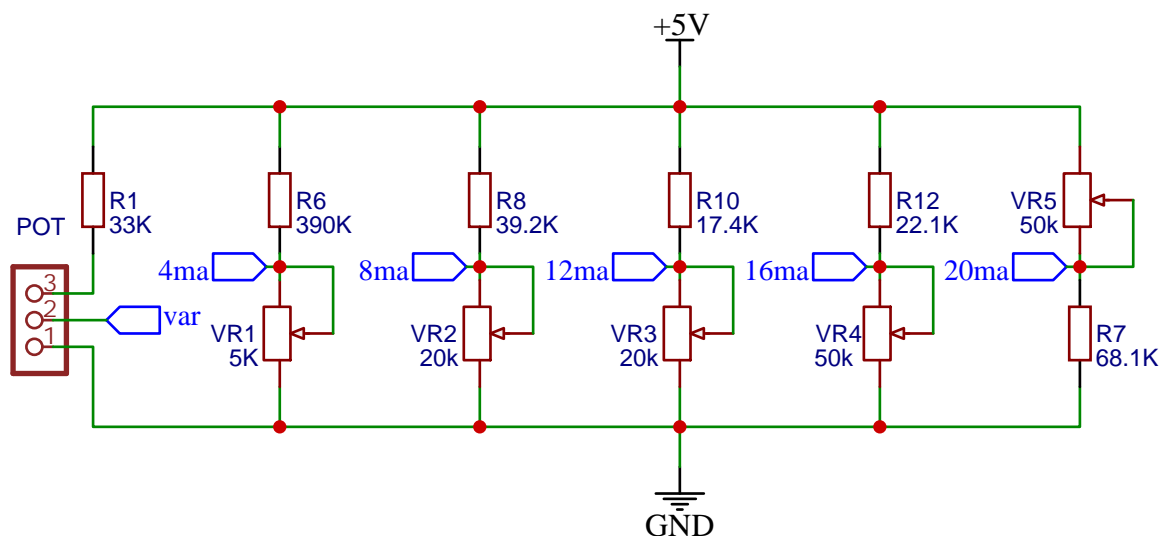 +5V
R1
33K
R6
390K
R8
39.2K
R10
17.4K
R12
22.1K
VR5
50k
POT
3
2
1
var
4ma
8ma
12ma
16ma
20ma
VR1
5K
VR2
20k
VR3
20k
VR4
50k
R7
68.1K
GND